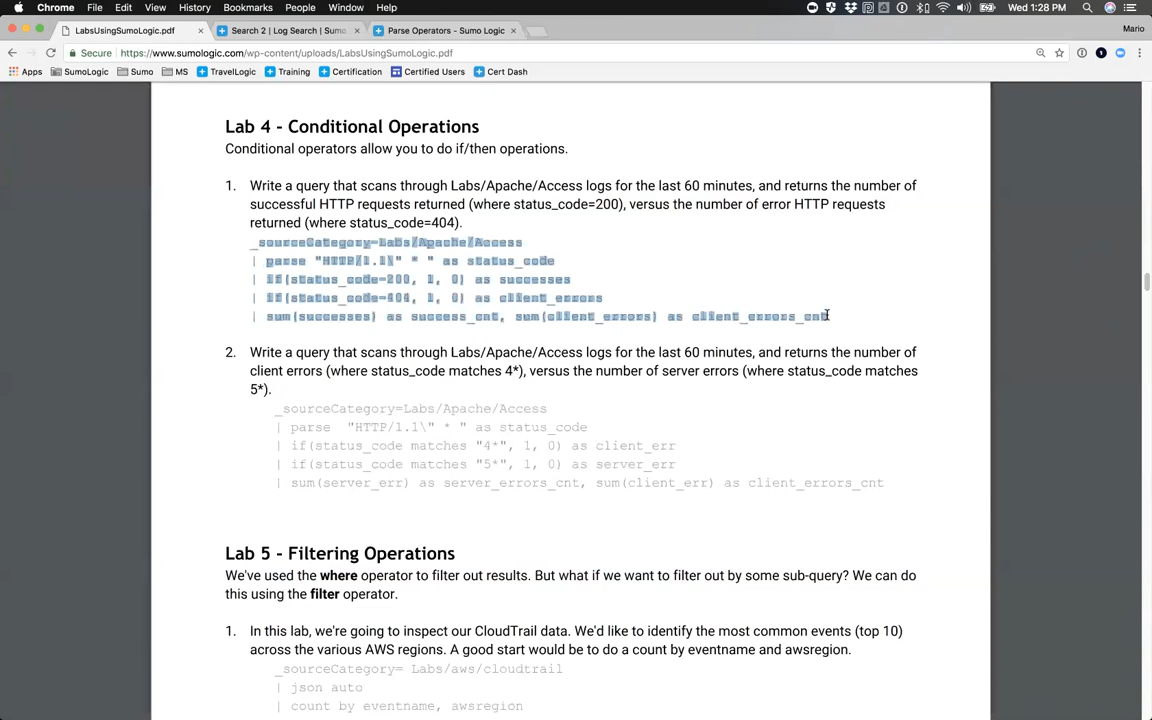 Chrome File Edit View History Bookmarks People Window Help
Wed 1:28 PM
LabsUsingSumoLogic.pdf
Search 2 | Log Search | Sumo
Parse Operators - Sumo Logic
Mario
Secure
https://www.sumologic.com/wp-content/uploads/LabsUsingSumoLogic.pdf
Apps SumoLogic Sumo MS TravelLogic Training Certification Certified Users Cert Dash
Lab 4 - Conditional Operations
Conditional operators allow you to do if/then operations.
1. Write a query that scans through Labs/Apache/Access logs for the last 60 minutes, and returns the number of
successful HTTP requests returned (where status_code=200), versus the number of error HTTP requests
returned (where status_code=404).
_sourceCategory=Labs/Apache/Access
| parse "HTTP/1.1\" * " as status_code
| if(status_code=200, 1, 0) as successes
| if(status_code=404, 1, 0) as client_errors
| sum(successes) as success_cnt, sum(client_errors) as client_errors_cnt
2. Write a query that scans through Labs/Apache/Access logs for the last 60 minutes, and returns the number of
client errors (where status_code matches 4*), versus the number of server errors (where status_code matches
5*).
_sourceCategory=Labs/Apache/Access
| parse "HTTP/1.1\" * " as status_code
| if(status_code matches "4*", 1, 0) as client_err
| if(status_code matches "5*", 1, 0) as server_err
| sum(server_err) as server_errors_cnt, sum(client_err) as client_errors_cnt
Lab 5 - Filtering Operations
We've used the where operator to filter out results. But what if we want to filter out by some sub-query? We can do
this using the filter operator.
1. In this lab, we're going to inspect our CloudTrail data. We'd like to identify the most common events (top 10)
across the various AWS regions. A good start would be to do a count by eventname and awsregion.
_sourceCategory= Labs/aws/cloudtrail
| json auto
| count by eventname, awsregion